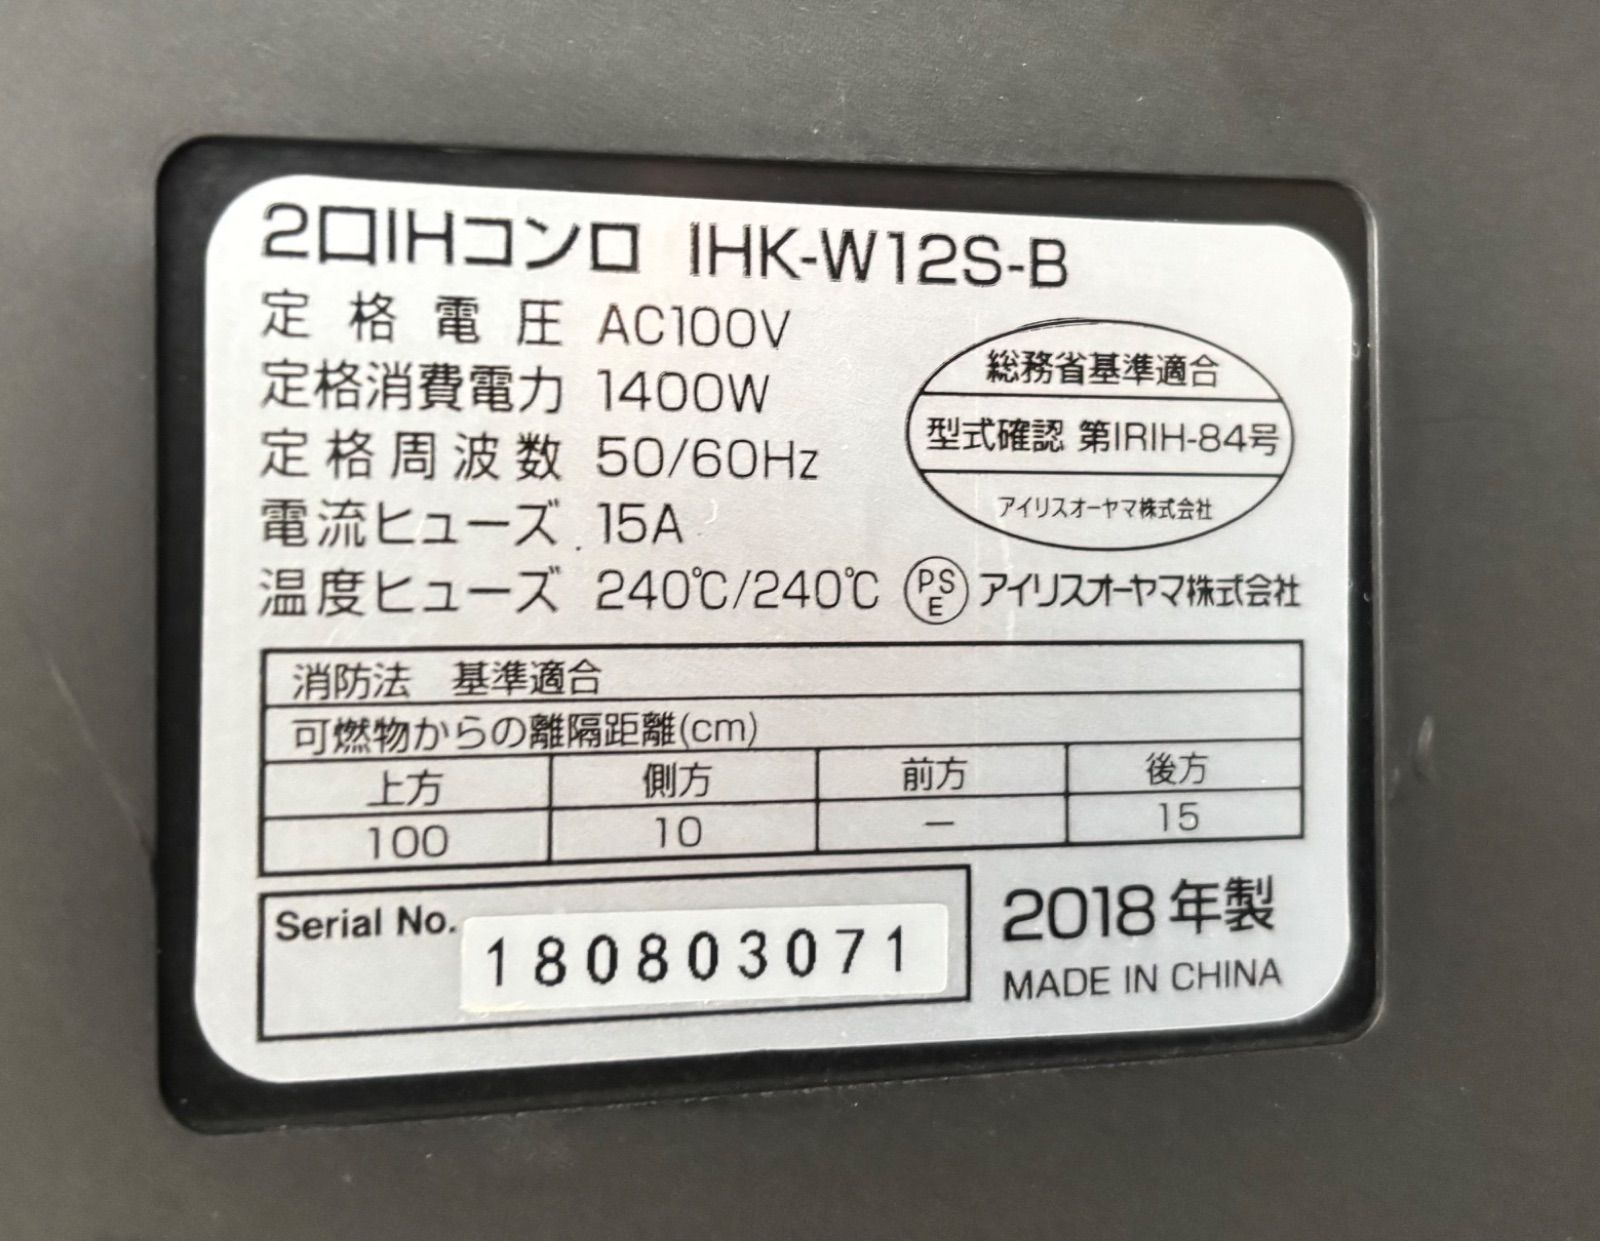 2口IHコンロ IHK-W12S-B
定格電圧 AC100V
定格消費電力 1400W
定格周波数 50/60Hz
電流ヒューズ 15A
温度ヒューズ 240℃/240℃
総務省基準適合
型式確認 第IRIH-84号
アイリスオーヤマ株式会社
PSE アイリスオーヤマ株式会社
消防法 基準適合
可燃物からの離隔距離(cm)
上方 側方 前方 後方
100 10 － 15
Serial No. 180803071
2018年製
MADE IN CHINA